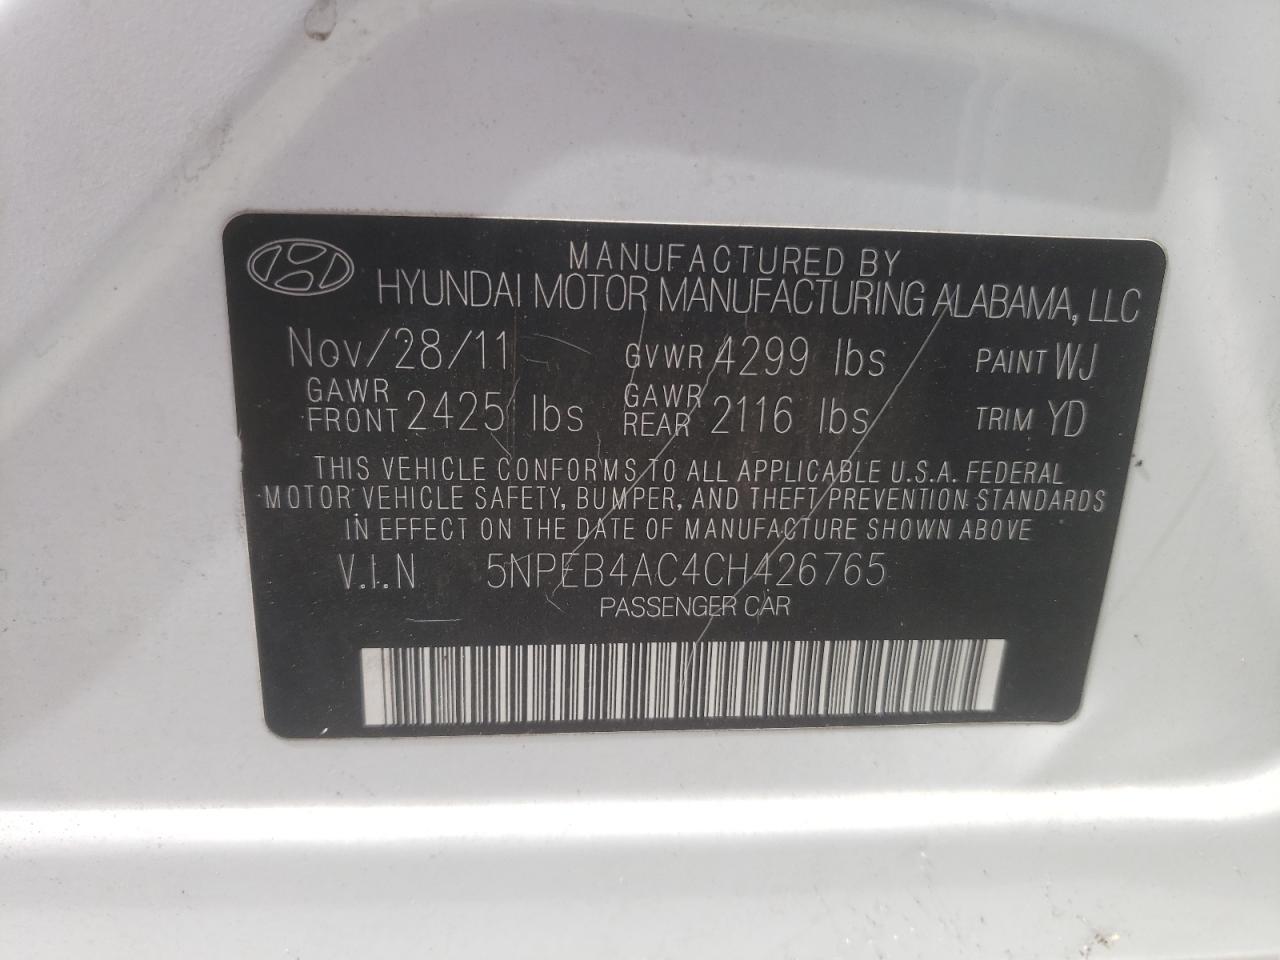 MANUFACTURED BY
HYUNDAI MOTOR MANUFACTURING ALABAMA, LLC
Nov/28/11 GVWR 4299 lbs PAINT WJ
GAWR FRONT 2425 lbs GAWR REAR 2116 lbs TRIM YD
THIS VEHICLE CONFORMS TO ALL APPLICABLE U.S.A. FEDERAL
MOTOR VEHICLE SAFETY, BUMPER, AND THEFT PREVENTION STANDARDS
IN EFFECT ON THE DATE OF MANUFACTURE SHOWN ABOVE
V.I.N 5NPEB4AC4CH426765
PASSENGER CAR